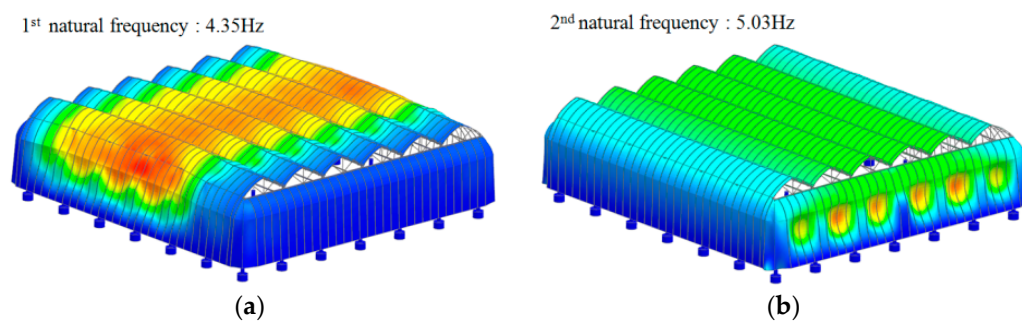 1st natural frequency : 4.35Hz
2nd natural frequency : 5.03Hz
(a)
(b)